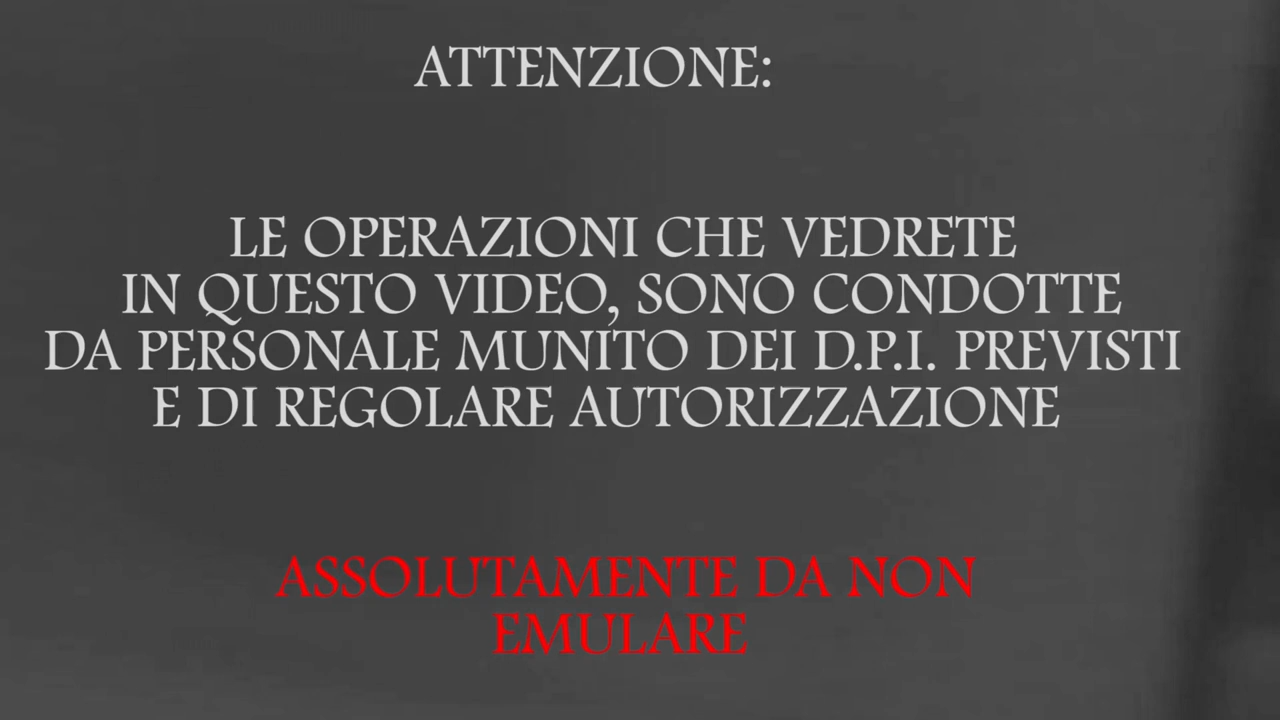 ATTENZIONE:
LE OPERAZIONI CHE VEDRETE
IN QUESTO VIDEO, SONO CONDOTTE
DA PERSONALE MUNITO DEI D.P.I. PREVISTI
E DI REGOLARE AUTORIZZAZIONE
ASSOLUTAMENTE DA NON
EMULARE